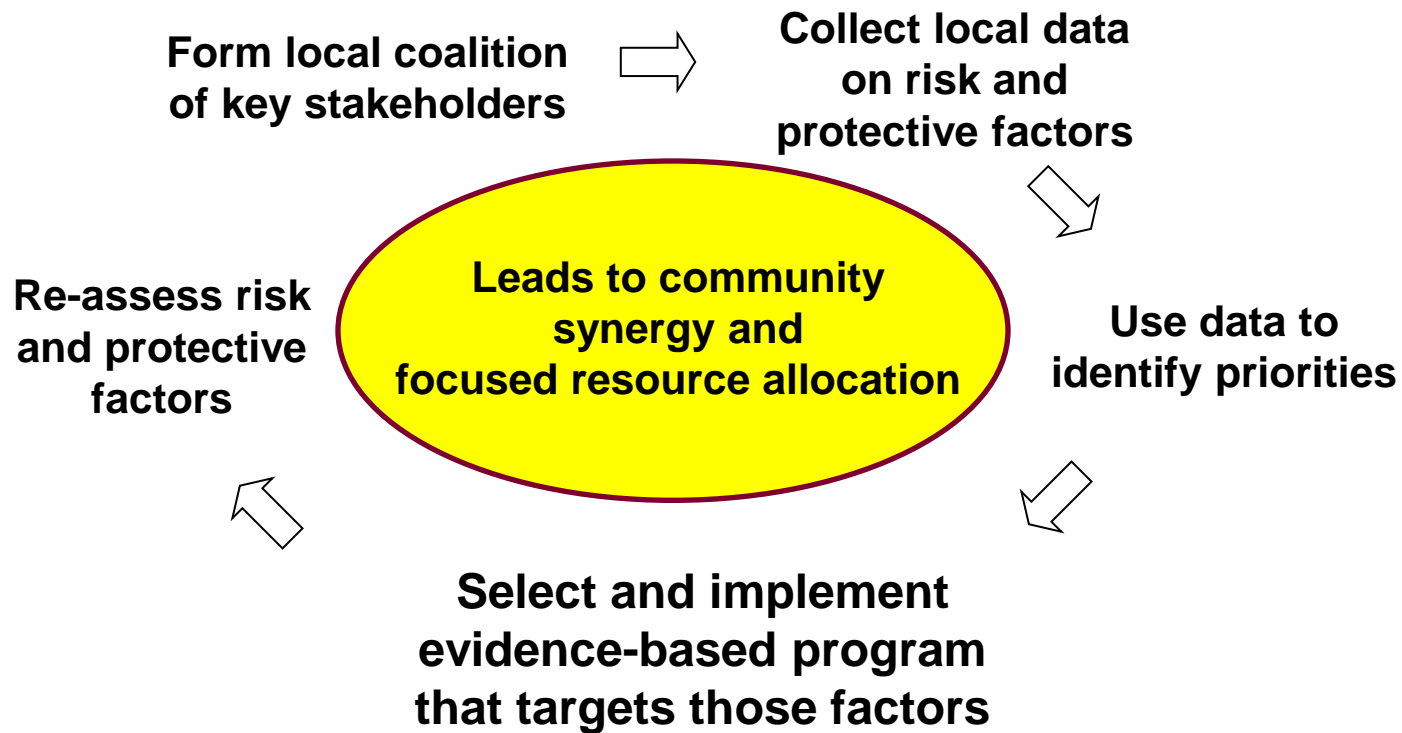 Form local coalition
of key stakeholders
Collect local data
on risk and
protective factors
Use data to
identify priorities
Select and implement
evidence-based program
that targets those factors
Re-assess risk
and protective
factors
Leads to community
synergy and
focused resource allocation